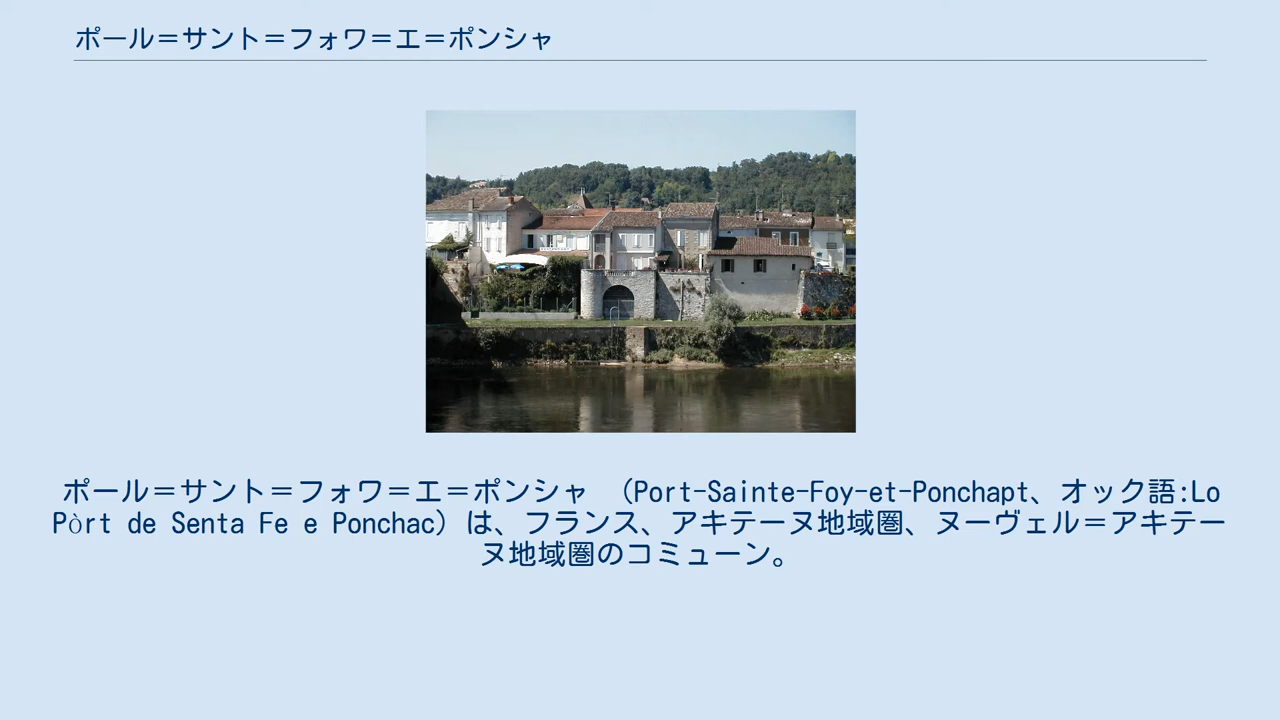 ポール＝サント＝フォワ＝エ＝ポンシャ
ポール＝サント＝フォワ＝エ＝ポンシャ （Port-Sainte-Foy-et-Ponchapt、オック語:Lo
Pòrt de Senta Fe e Ponchac）は、フランス、アキテーヌ地域圏、ヌーヴェル＝アキテー
ヌ地域圏のコミューン。